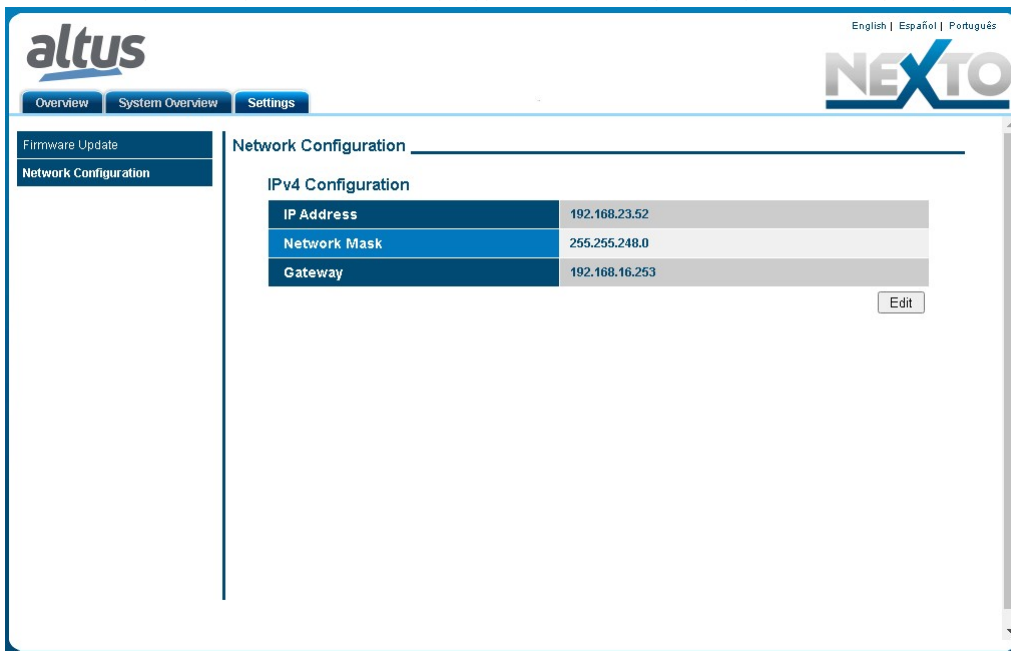 English | Español | Português
altus
NEXTO
Overview System Overview Settings
Firmware Update
Network Configuration
Network Configuration
IPv4 Configuration
IP Address 192.168.23.52
Network Mask 255.255.248.0
Gateway 192.168.16.253
Edit